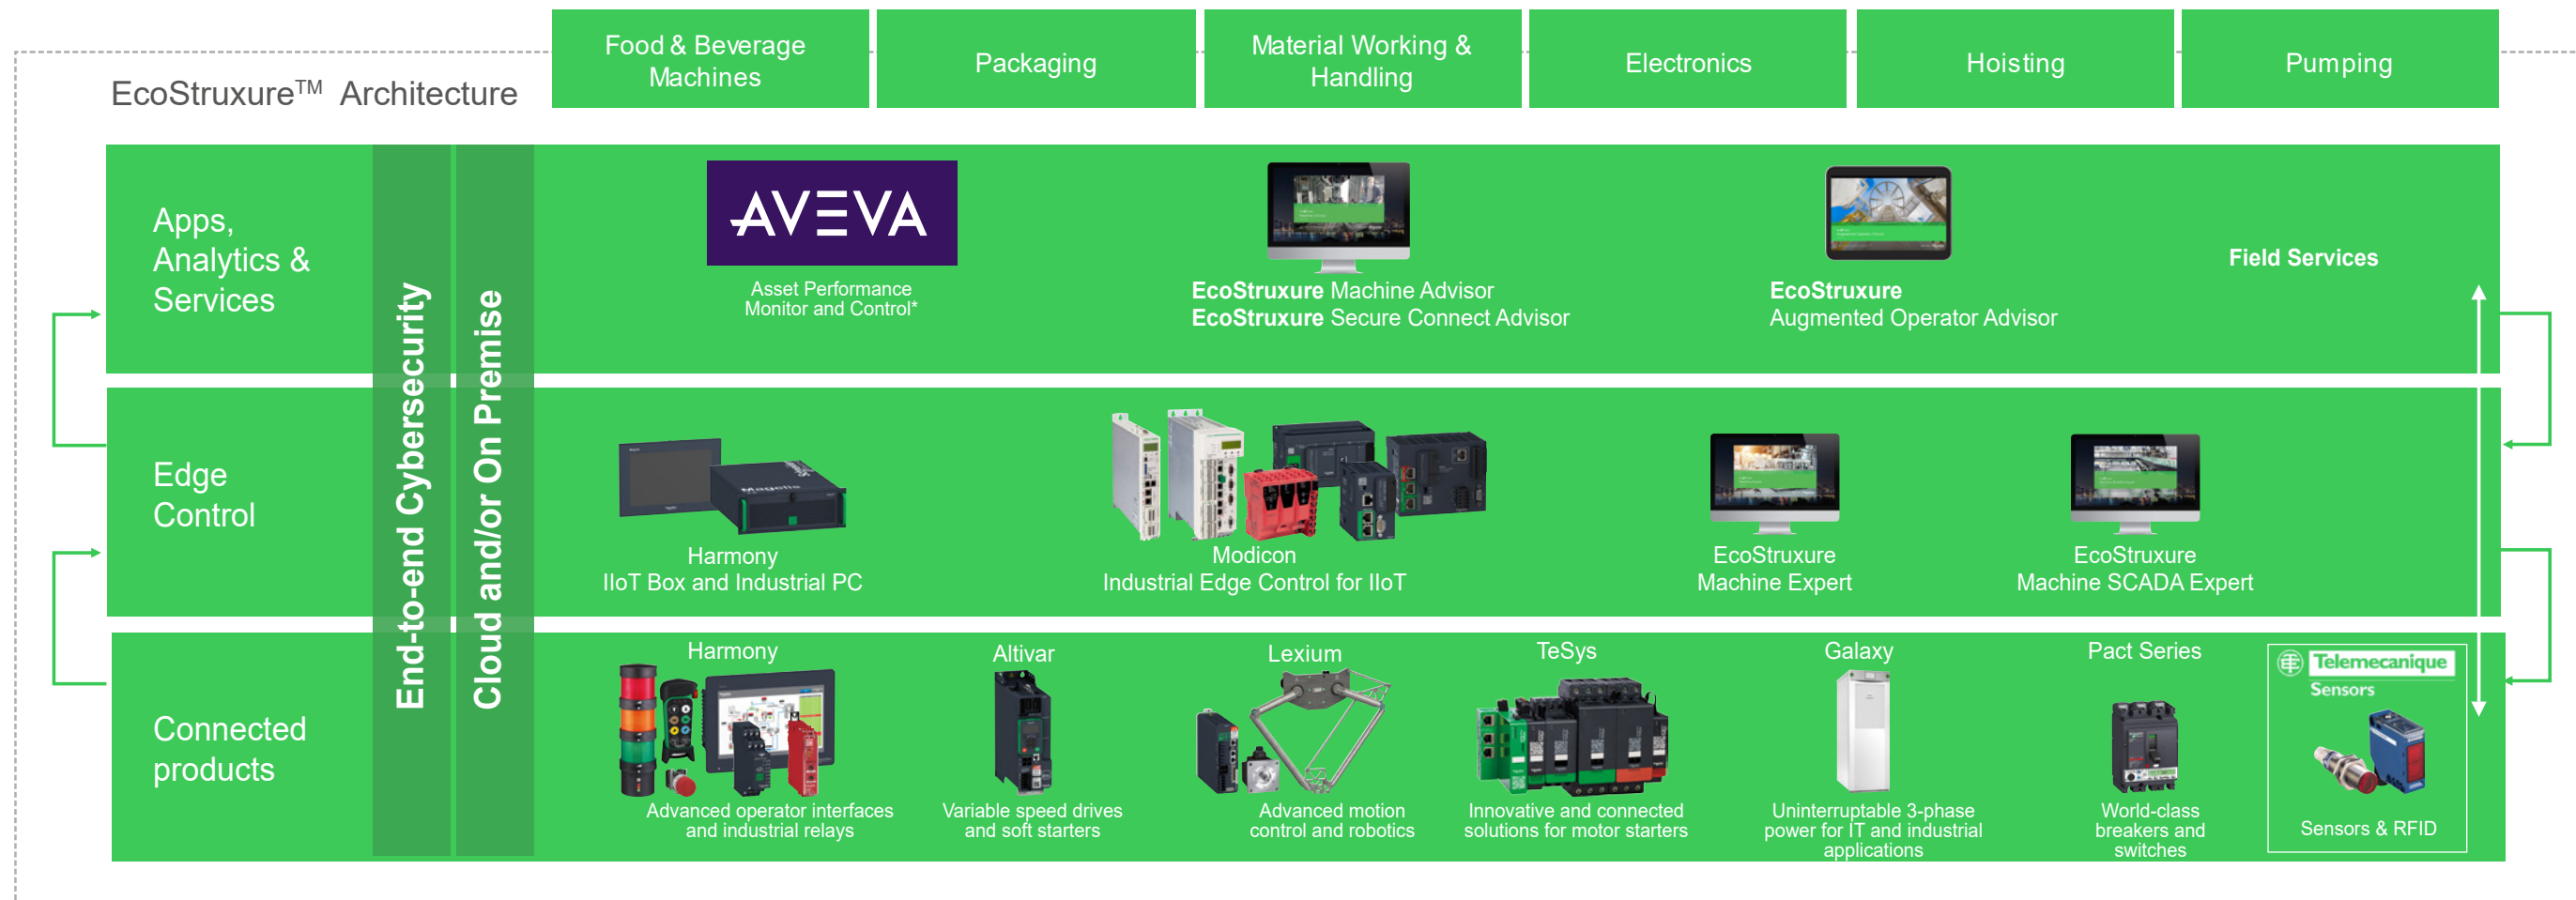 Food & Beverage
Machines
Packaging
Material Working &
Handling
Electronics
Hoisting
Pumping
EcoStruxure™ Architecture
Apps,
Analytics &
Services
End-to-end Cybersecurity
Cloud and/or On Premise
AVEVA
Asset Performance
Monitor and Control*
EcoStruxure Machine Advisor
EcoStruxure Secure Connect Advisor
EcoStruxure
Augmented Operator Advisor
Field Services
Edge
Control
Magelis
Harmony
IIoT Box and Industrial PC
Modicon
Industrial Edge Control for IIoT
EcoStruxure
Machine Expert
EcoStruxure
Machine SCADA Expert
Connected
products
Harmony
Advanced operator interfaces
and industrial relays
Altivar
Variable speed drives
and soft starters
Lexium
Advanced motion
control and robotics
TeSys
Innovative and connected
solutions for motor starters
Galaxy
Uninterruptable 3-phase
power for IT and industrial
applications
Pact Series
World-class
breakers and
switches
Telemecanique
Sensors
Sensors & RFID